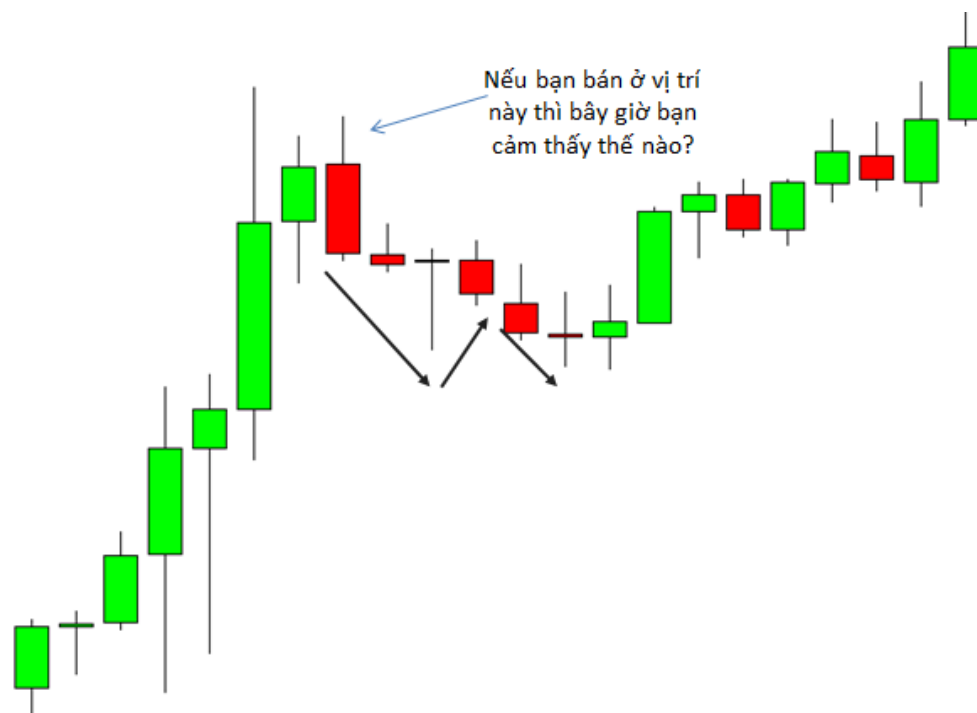 Nếu bạn bán ở vị trí
này thì bây giờ bạn
cảm thấy thế nào?